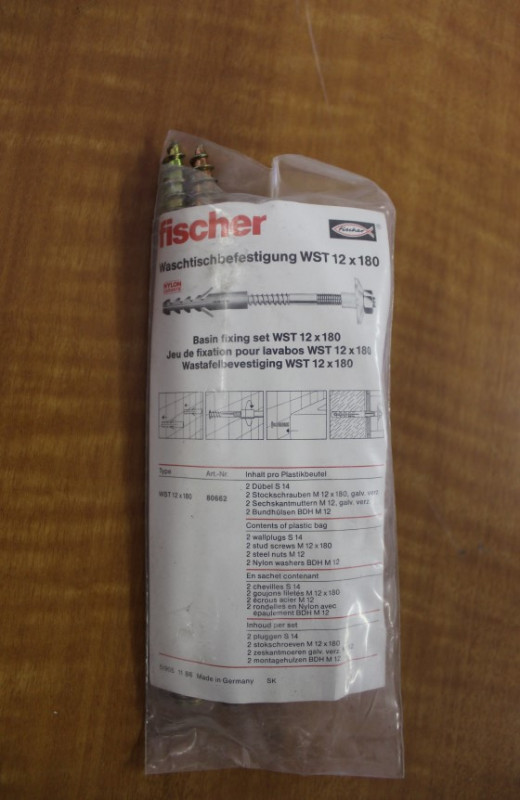 fischer
fischer
Waschtischbefestigung WST 12 x 180
NYLON
Basin fixing set WST 12 x 180
Jeu de fixation pour lavabos WST 12 x 180
Wastafelbevestiging WST 12 x 180
Type Art.-Nr Inhalt pro Plastikbeutel
WST 12 x 180 80662
2 Dübel S 14
2 Stockschrauben M 12 x 180, galv. verz
2 Sechskantmuttern M 12, galv. verz
2 Bundhülsen BDH M 12
Contents of plastic bag
2 wallplugs S 14
2 stud screws M 12 x 180
2 steel nuts M 12
2 Nylon washers BDH M 12
En sachet contenant
2 chevilles S 14
2 goujons filetés M 12 x 180
2 écrous acier M 12
2 rondelles en Nylon avec
épaulement BDH M 12
Inhoud per set
2 pluggen S 14
2 stokschroeven M 12 x 180
2 zeskantmoeren galv. verz
2 montagehulzen BDH M 12
Made in Germany SK